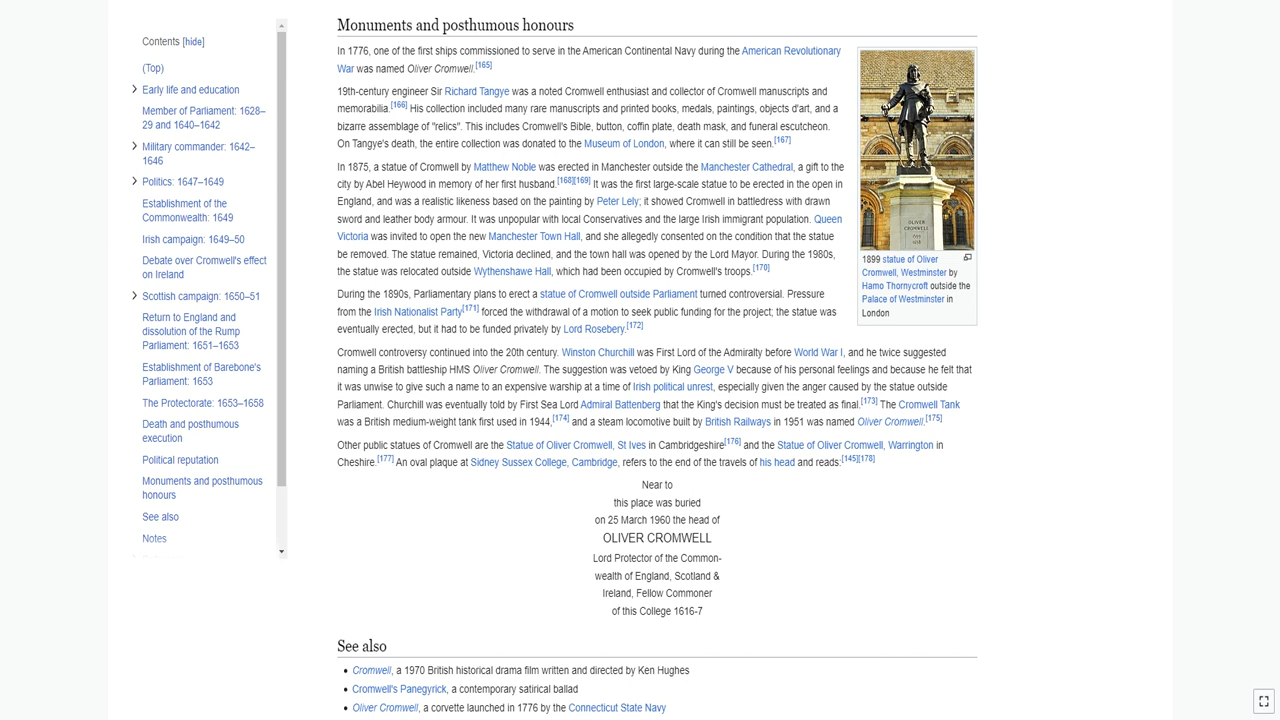 Contents [hide]
(Top)
Early life and education
Member of Parliament: 1628–
29 and 1640–1642
Military commander: 1642–
1646
Politics: 1647–1649
Establishment of the
Commonwealth: 1649
Irish campaign: 1649–50
Debate over Cromwell's effect
on Ireland
Scottish campaign: 1650–51
Return to England and
dissolution of the Rump
Parliament: 1651–1653
Establishment of Barebone's
Parliament: 1653
The Protectorate: 1653–1658
Death and posthumous
execution
Political reputation
Monuments and posthumous
honours
See also
Notes
Monuments and posthumous honours
In 1776, one of the first ships commissioned to serve in the American Continental Navy during the American Revolutionary
War was named Oliver Cromwell.[165]
19th-century engineer Sir Richard Tangye was a noted Cromwell enthusiast and collector of Cromwell manuscripts and
memorabilia.[166] His collection included many rare manuscripts and printed books, medals, paintings, objects d'art, and a
bizarre assemblage of "relics". This includes Cromwell's Bible, button, coffin plate, death mask, and funeral escutcheon.
On Tangye's death, the entire collection was donated to the Museum of London, where it can still be seen.[167]
In 1875, a statue of Cromwell by Matthew Noble was erected in Manchester outside the Manchester Cathedral, a gift to the
city by Abel Heywood in memory of her first husband.[168][169] It was the first large-scale statue to be erected in the open in
England, and was a realistic likeness based on the painting by Peter Lely; it showed Cromwell in battledress with drawn
sword and leather body armour. It was unpopular with local Conservatives and the large Irish immigrant population. Queen
Victoria was invited to open the new Manchester Town Hall, and she allegedly consented on the condition that the statue
be removed. The statue remained, Victoria declined, and the town hall was opened by the Lord Mayor. During the 1980s,
the statue was relocated outside Wythenshawe Hall, which had been occupied by Cromwell's troops.[170]
During the 1890s, Parliamentary plans to erect a statue of Cromwell outside Parliament turned controversial. Pressure
from the Irish Nationalist Party[171] forced the withdrawal of a motion to seek public funding for the project; the statue was
eventually erected, but it had to be funded privately by Lord Rosebery.[172]
OLIVER
CROMWELL
1899 statue of Oliver
Cromwell, Westminster by
Hamo Thornycroft outside the
Palace of Westminster in
London
Cromwell controversy continued into the 20th century. Winston Churchill was First Lord of the Admiralty before World War I, and he twice suggested
naming a British battleship HMS Oliver Cromwell. The suggestion was vetoed by King George V because of his personal feelings and because he felt that
it was unwise to give such a name to an expensive warship at a time of Irish political unrest, especially given the anger caused by the statue outside
Parliament. Churchill was eventually told by First Sea Lord Admiral Battenberg that the King's decision must be treated as final.[173] The Cromwell Tank
was a British medium-weight tank first used in 1944,[174] and a steam locomotive built by British Railways in 1951 was named Oliver Cromwell.[175]
Other public statues of Cromwell are the Statue of Oliver Cromwell, St Ives in Cambridgeshire[176] and the Statue of Oliver Cromwell, Warrington in
Cheshire.[177] An oval plaque at Sidney Sussex College, Cambridge, refers to the end of the travels of his head and reads:[145][178]
Near to
this place was buried
on 25 March 1960 the head of
OLIVER CROMWELL
Lord Protector of the Common-
wealth of England, Scotland &
Ireland, Fellow Commoner
of this College 1616-7
See also
• Cromwell, a 1970 British historical drama film written and directed by Ken Hughes
• Cromwell's Panegyrick, a contemporary satirical ballad
• Oliver Cromwell, a corvette launched in 1776 by the Connecticut State Navy